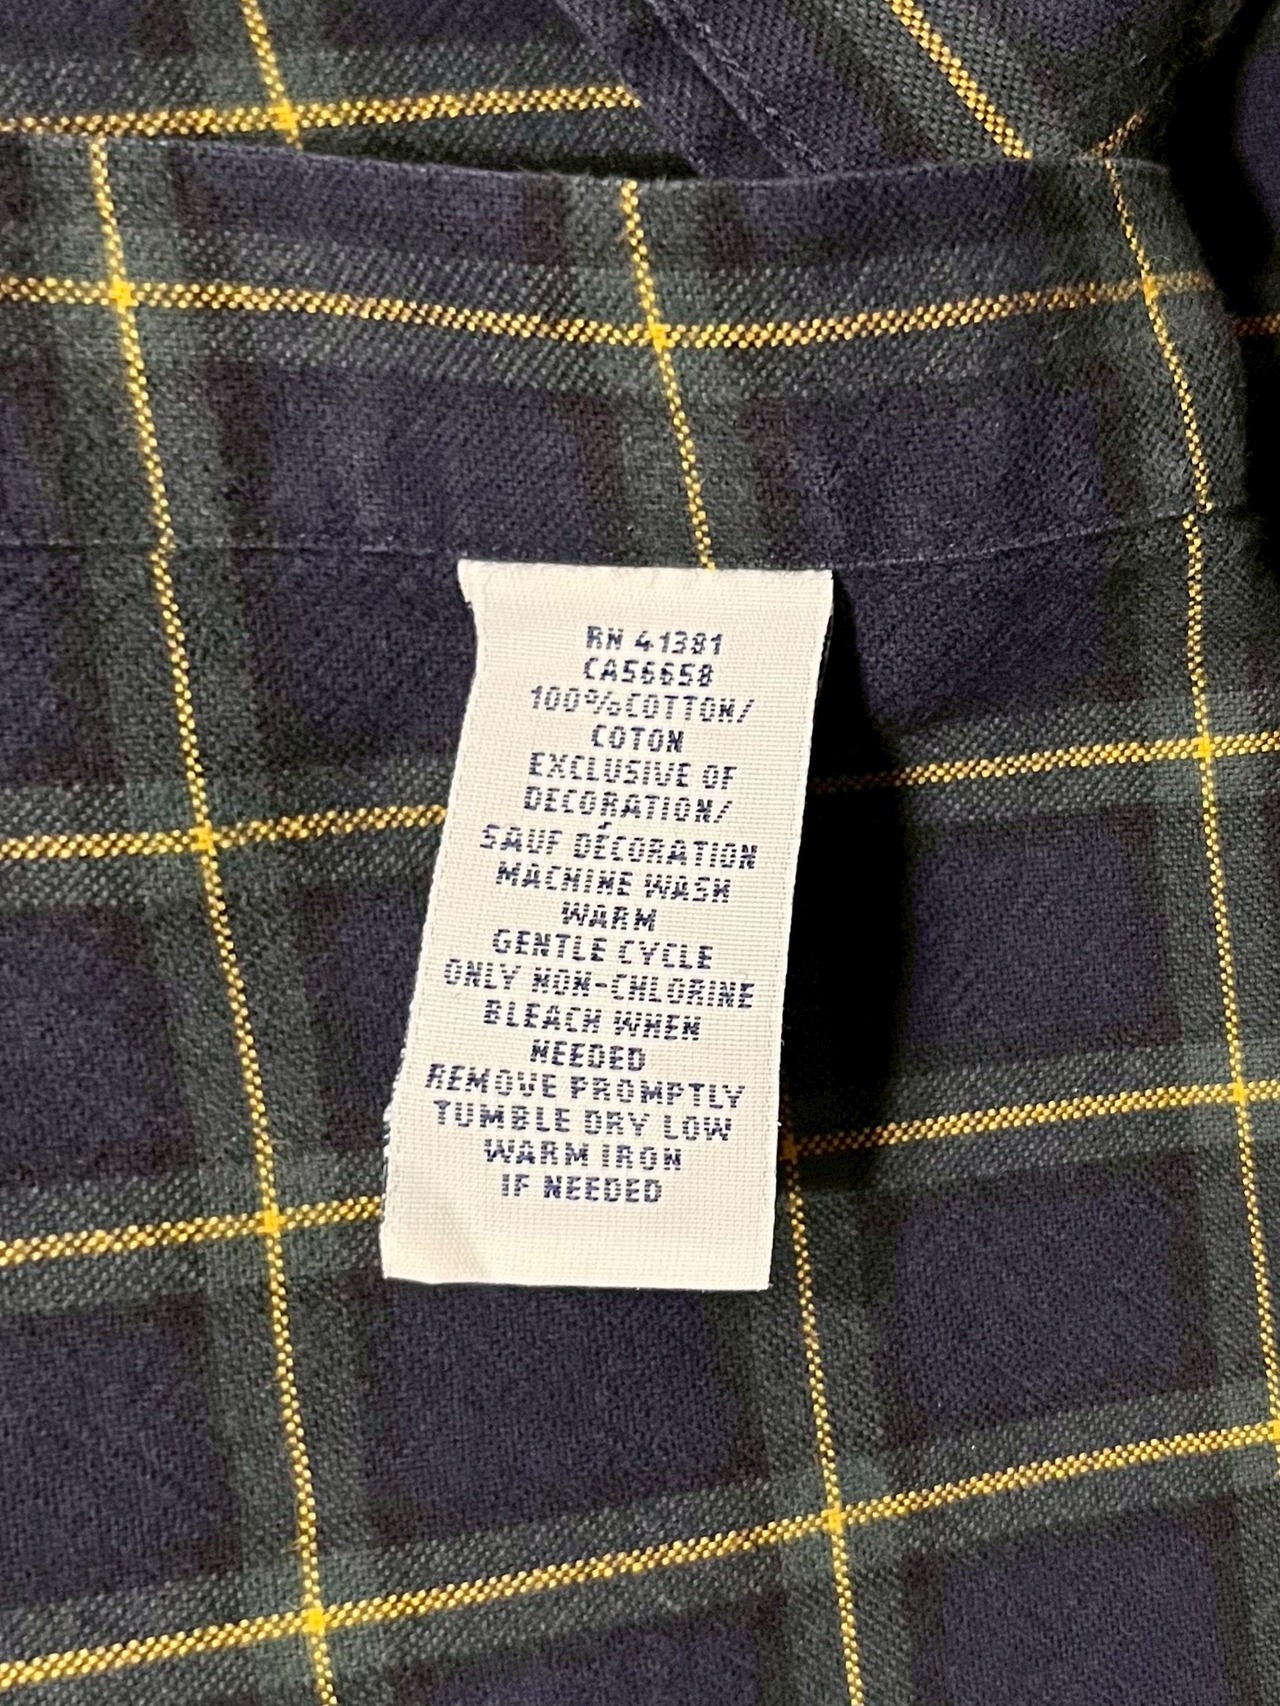 RN 41381
CA56658
100%COTTON/
COTON
EXCLUSIVE OF
DECORATION/
SAUF DÉCORATION
MACHINE WASH
WARM
GENTLE CYCLE
ONLY NON-CHLORINE
BLEACH WHEN
NEEDED
REMOVE PROMPTLY
TUMBLE DRY LOW
WARM IRON
IF NEEDED